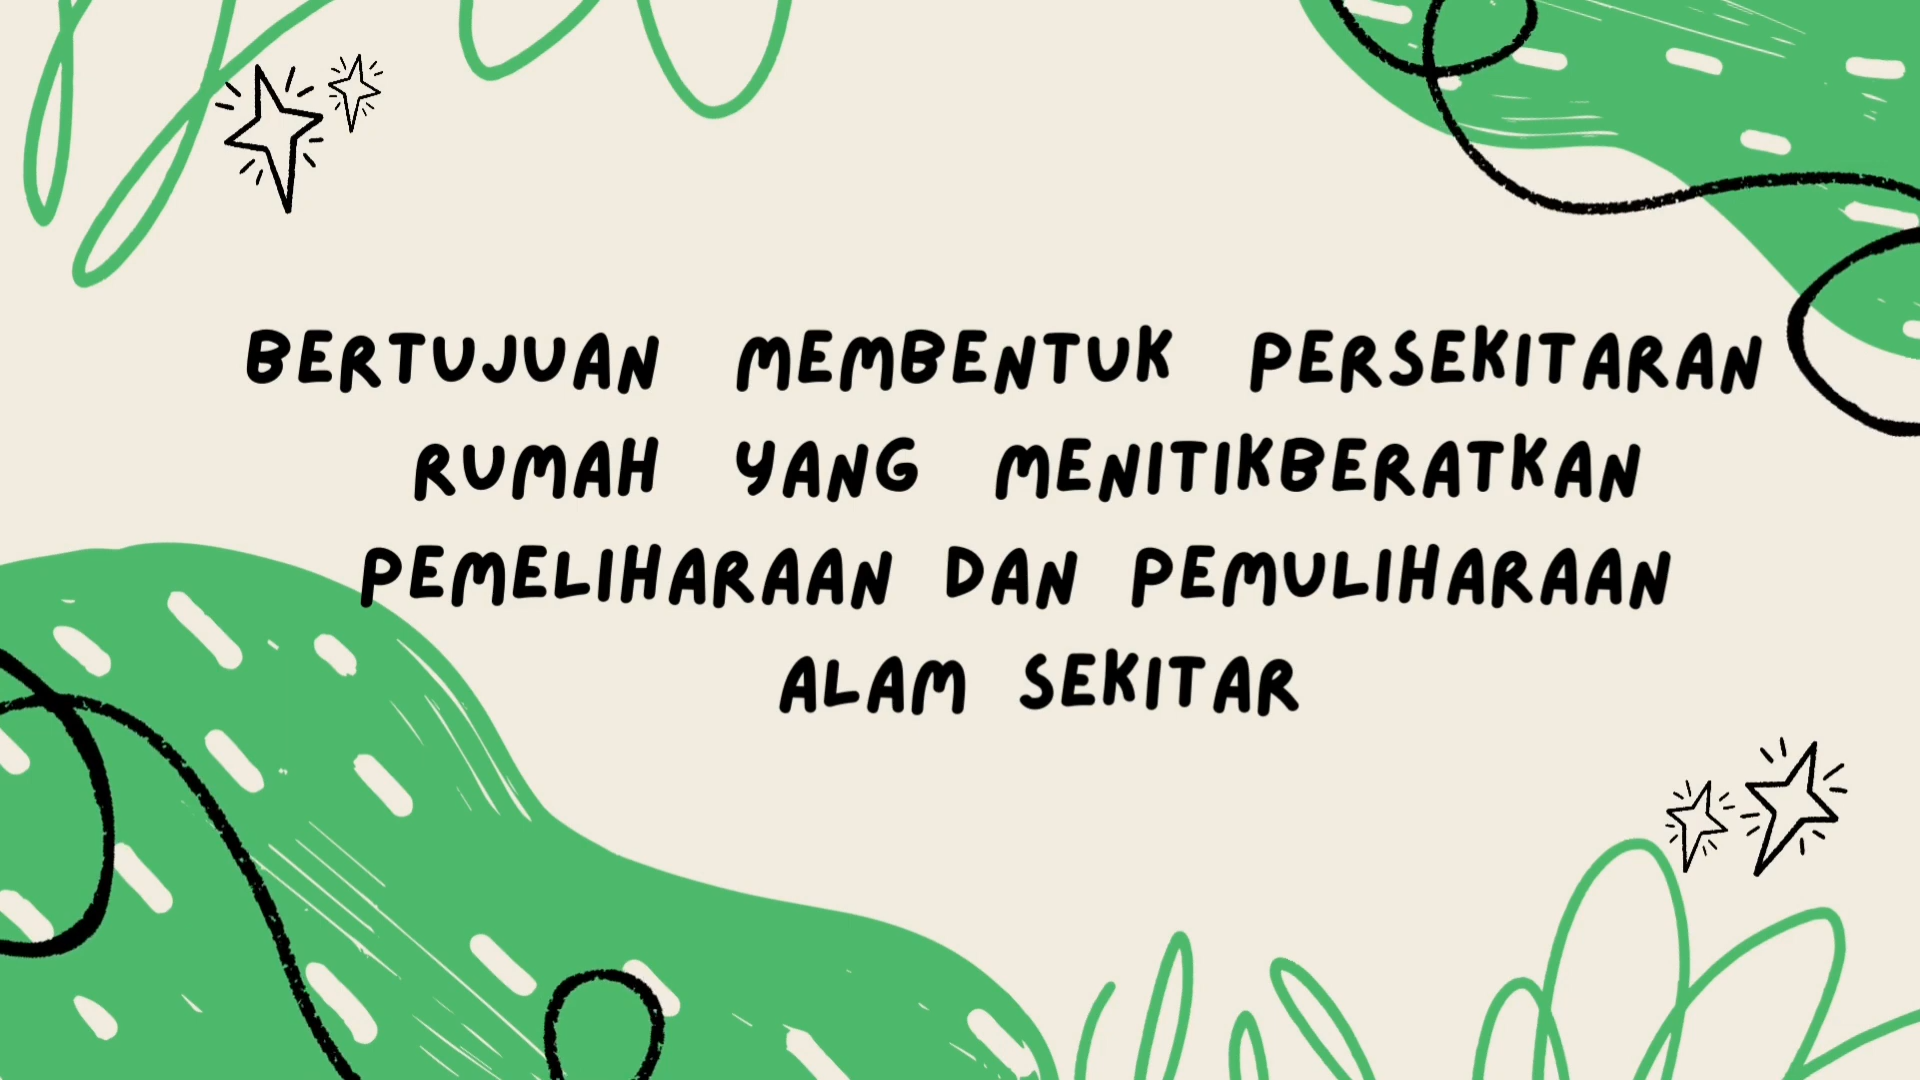 BERTUJUAN MEMBENTUK PERSEKITARAN
RUMAH YANG MENITIKBERATKAN
PEMELIHARAAN DAN PEMULIHARAAN
ALAM SEKITAR